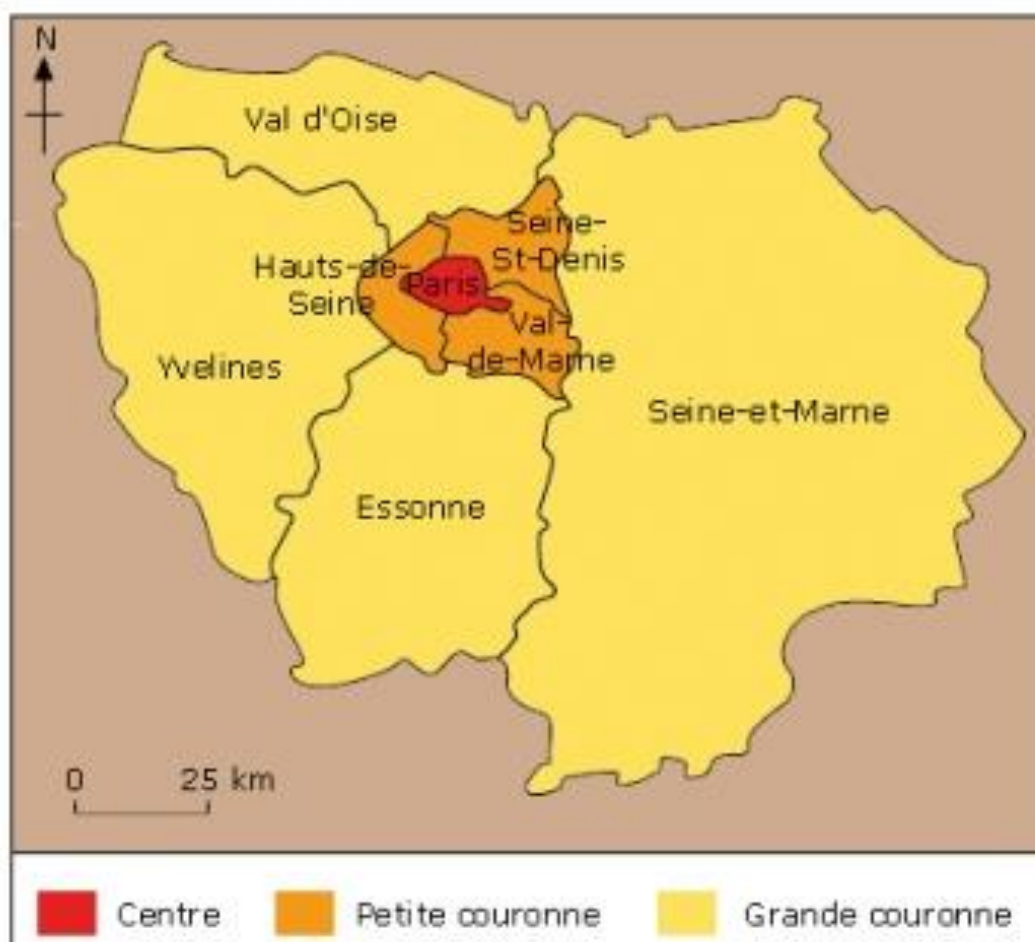 N
Val d'Oise
Seine-
St-Denis
Hauts-de-
Seine
Paris
Val-
de-Marne
Yvelines
Seine-et-Marne
Essonne
0 25 km
Centre Petite couronne Grande couronne